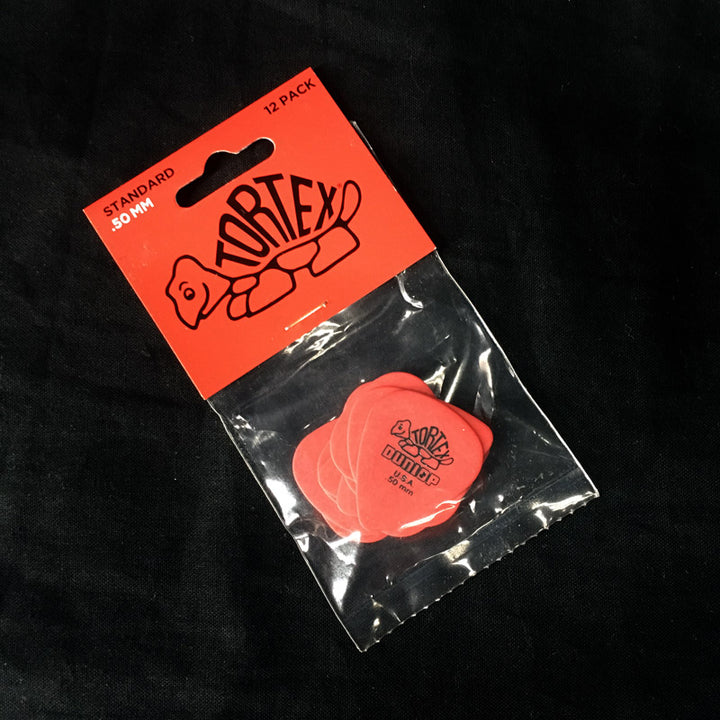 STANDARD
.50 MM
12 PACK
TORTEX®
TORTEX
DUNLOP
U.S.A
50 mm